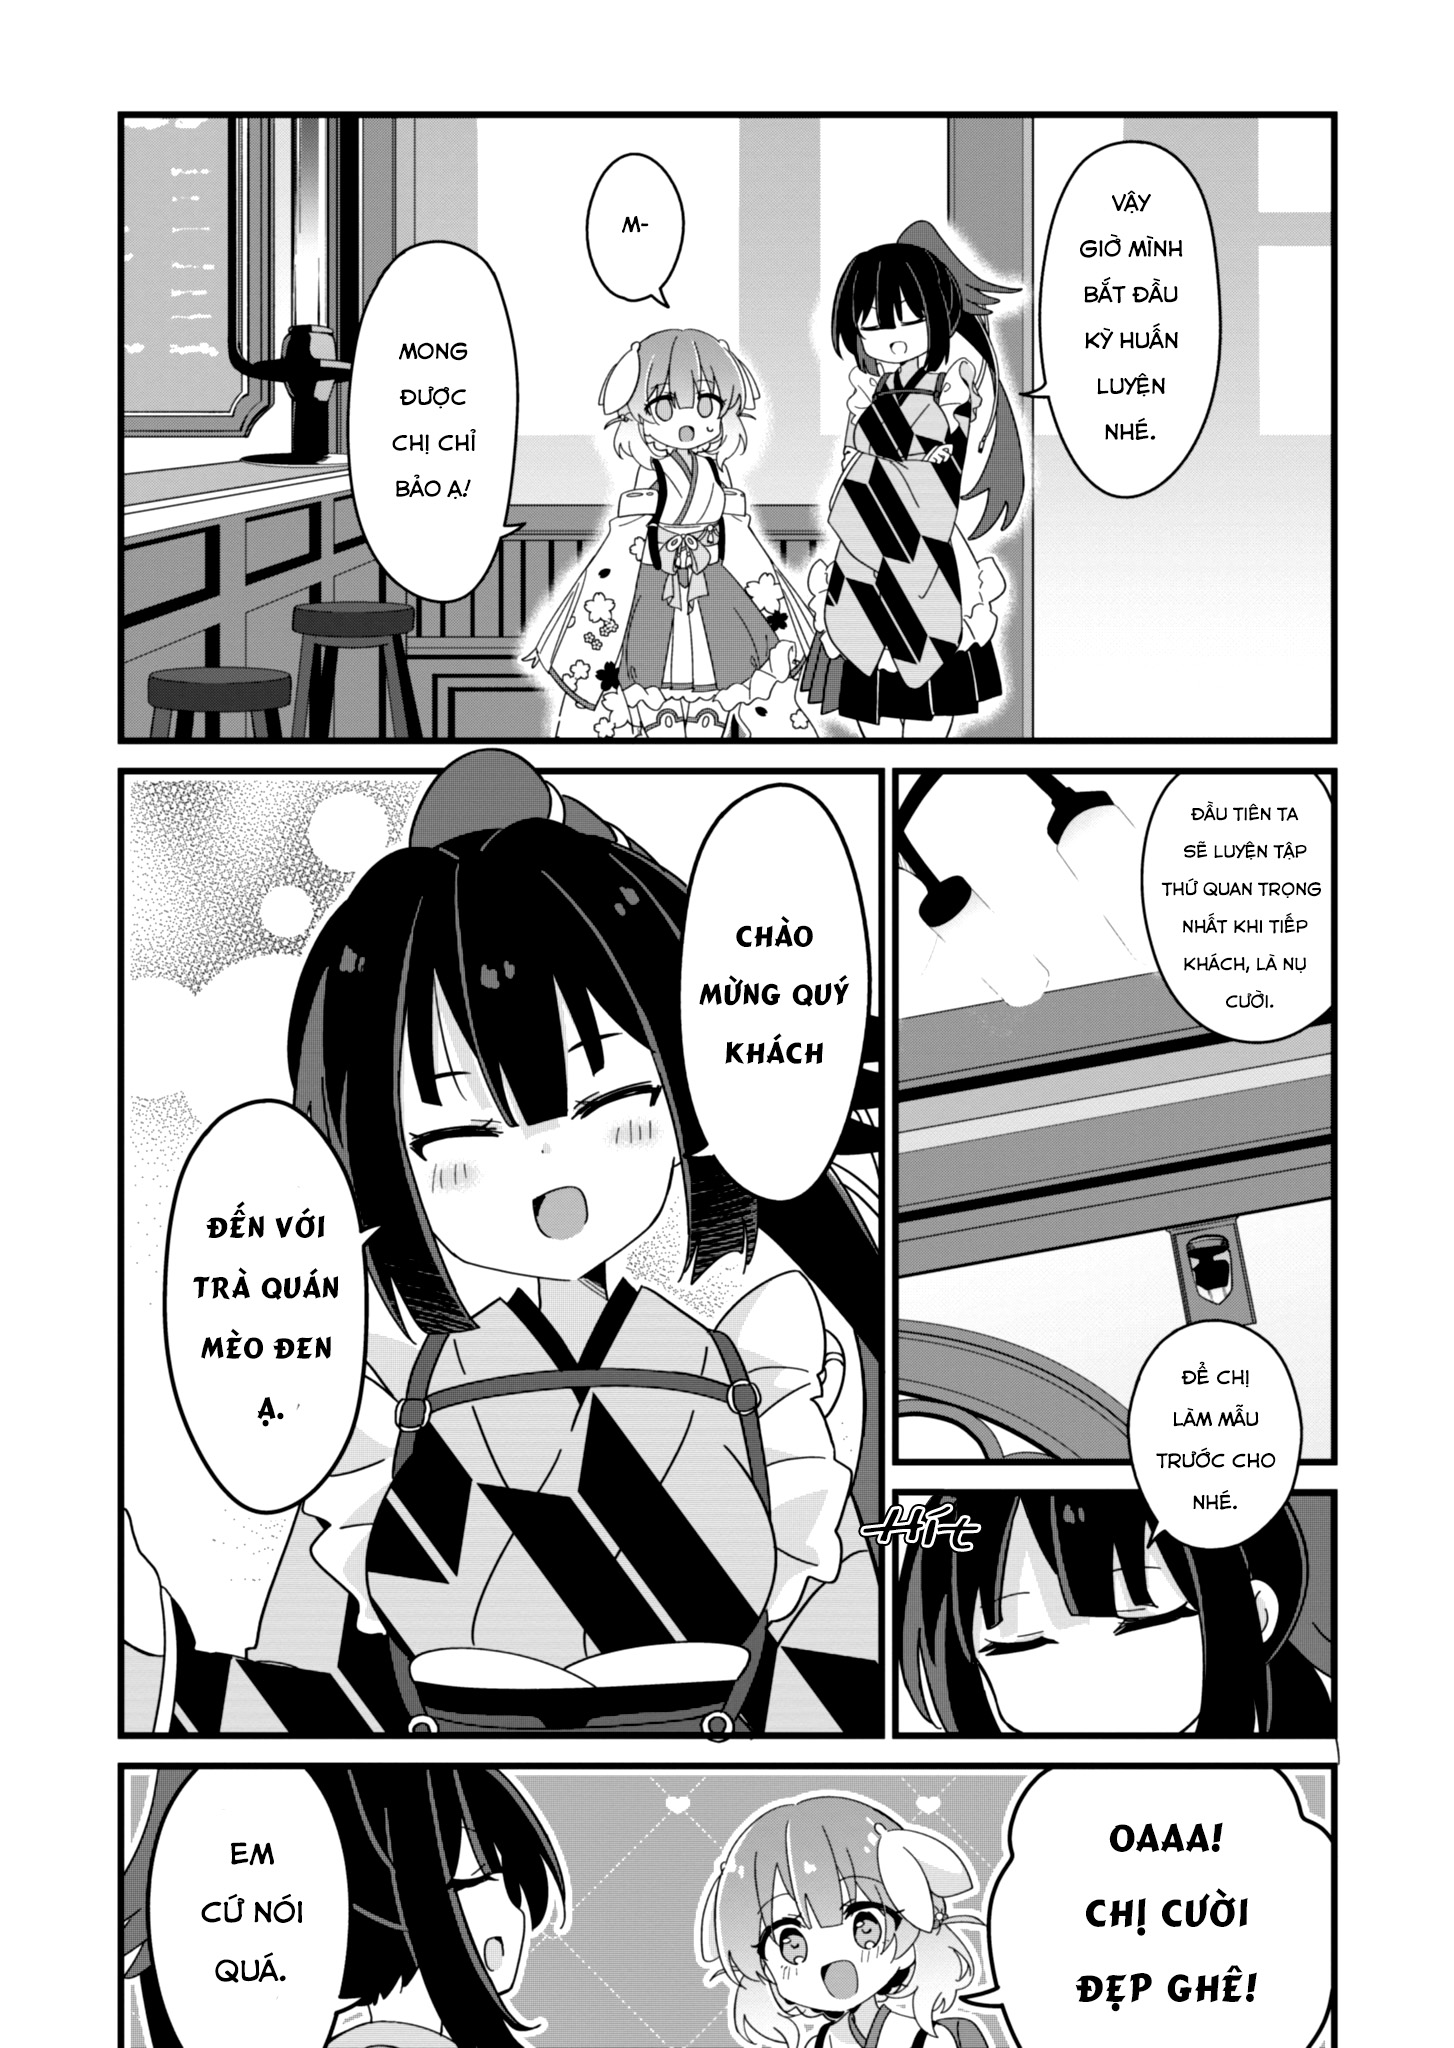 VẬY
GIỜ MÌNH
BẮT ĐẦU
KỲ HUẤN
LUYỆN
NHÉ.
M-
MONG
ĐƯỢC
CHỊ CHỈ
BẢO Ạ!
ĐẦU TIÊN TA
SẼ LUYỆN TẬP
THỨ QUAN TRỌNG
NHẤT KHI TIẾP
KHÁCH, LÀ NỤ
CƯỜI.
ĐỂ CHỊ
LÀM MẪU
TRƯỚC CHO
NHÉ.
Hít
CHÀO
MỪNG QUÝ
KHÁCH
ĐẾN VỚI
TRÀ QUÁN
MÈO ĐEN
Ạ.
OAAA!
CHỊ CƯỜI
ĐẸP GHÊ!
EM
CỨ NÓI
QUÁ.